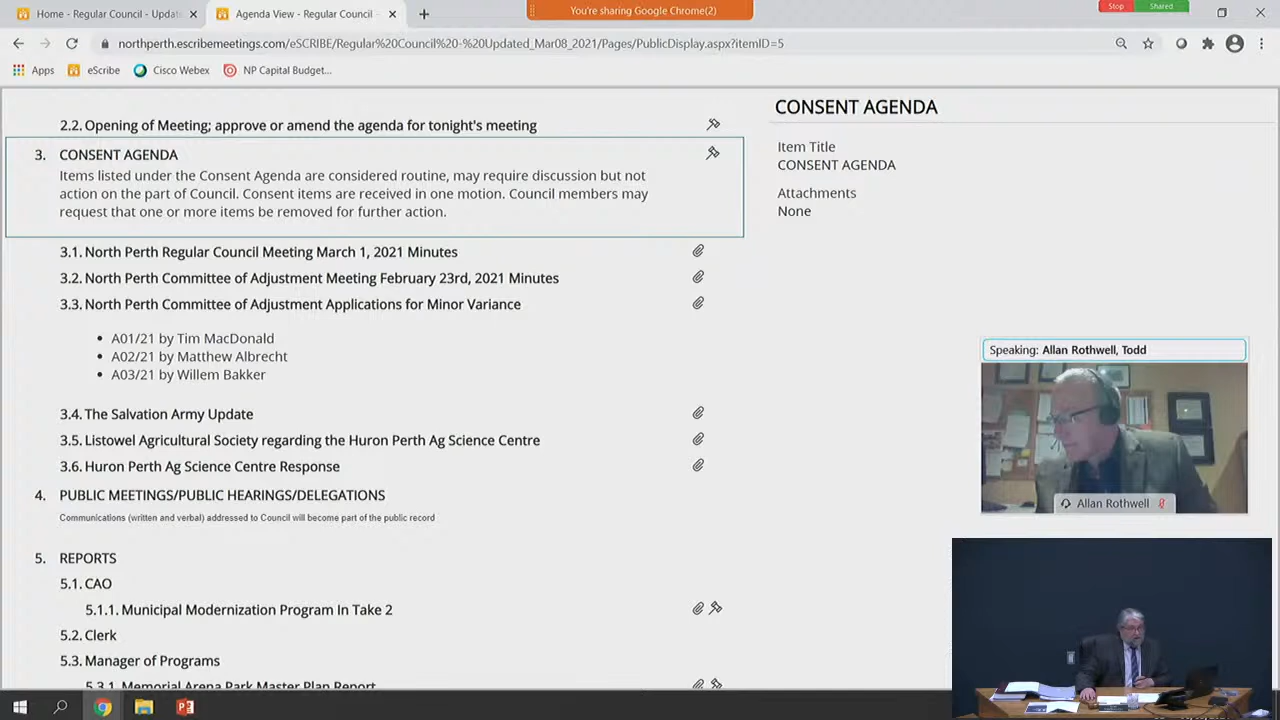 Home - Regular Council - Updat
Agenda View - Regular Council -
You're sharing Google Chrome(2)
Stop
Shared
northperth.escribemeetings.com/eSCRIBE/Regular%20Council%20-%20Updated_Mar08_2021/Pages/PublicDisplay.aspx?itemID=5
Apps
eScribe
Cisco Webex
NP Capital Budget...
2.2. Opening of Meeting; approve or amend the agenda for tonight's meeting
3. CONSENT AGENDA
Items listed under the Consent Agenda are considered routine, may require discussion but not
action on the part of Council. Consent items are received in one motion. Council members may
request that one or more items be removed for further action.
3.1. North Perth Regular Council Meeting March 1, 2021 Minutes
3.2. North Perth Committee of Adjustment Meeting February 23rd, 2021 Minutes
3.3. North Perth Committee of Adjustment Applications for Minor Variance
• A01/21 by Tim MacDonald
• A02/21 by Matthew Albrecht
• A03/21 by Willem Bakker
3.4. The Salvation Army Update
3.5. Listowel Agricultural Society regarding the Huron Perth Ag Science Centre
3.6. Huron Perth Ag Science Centre Response
4. PUBLIC MEETINGS/PUBLIC HEARINGS/DELEGATIONS
Communications (written and verbal) addressed to Council will become part of the public record
5. REPORTS
5.1. CAO
5.1.1. Municipal Modernization Program In Take 2
5.2. Clerk
5.3. Manager of Programs
5.3.1. Memorial Arena Park Master Plan Report
CONSENT AGENDA
Item Title
CONSENT AGENDA
Attachments
None
Speaking: Allan Rothwell, Todd
Allan Rothwell